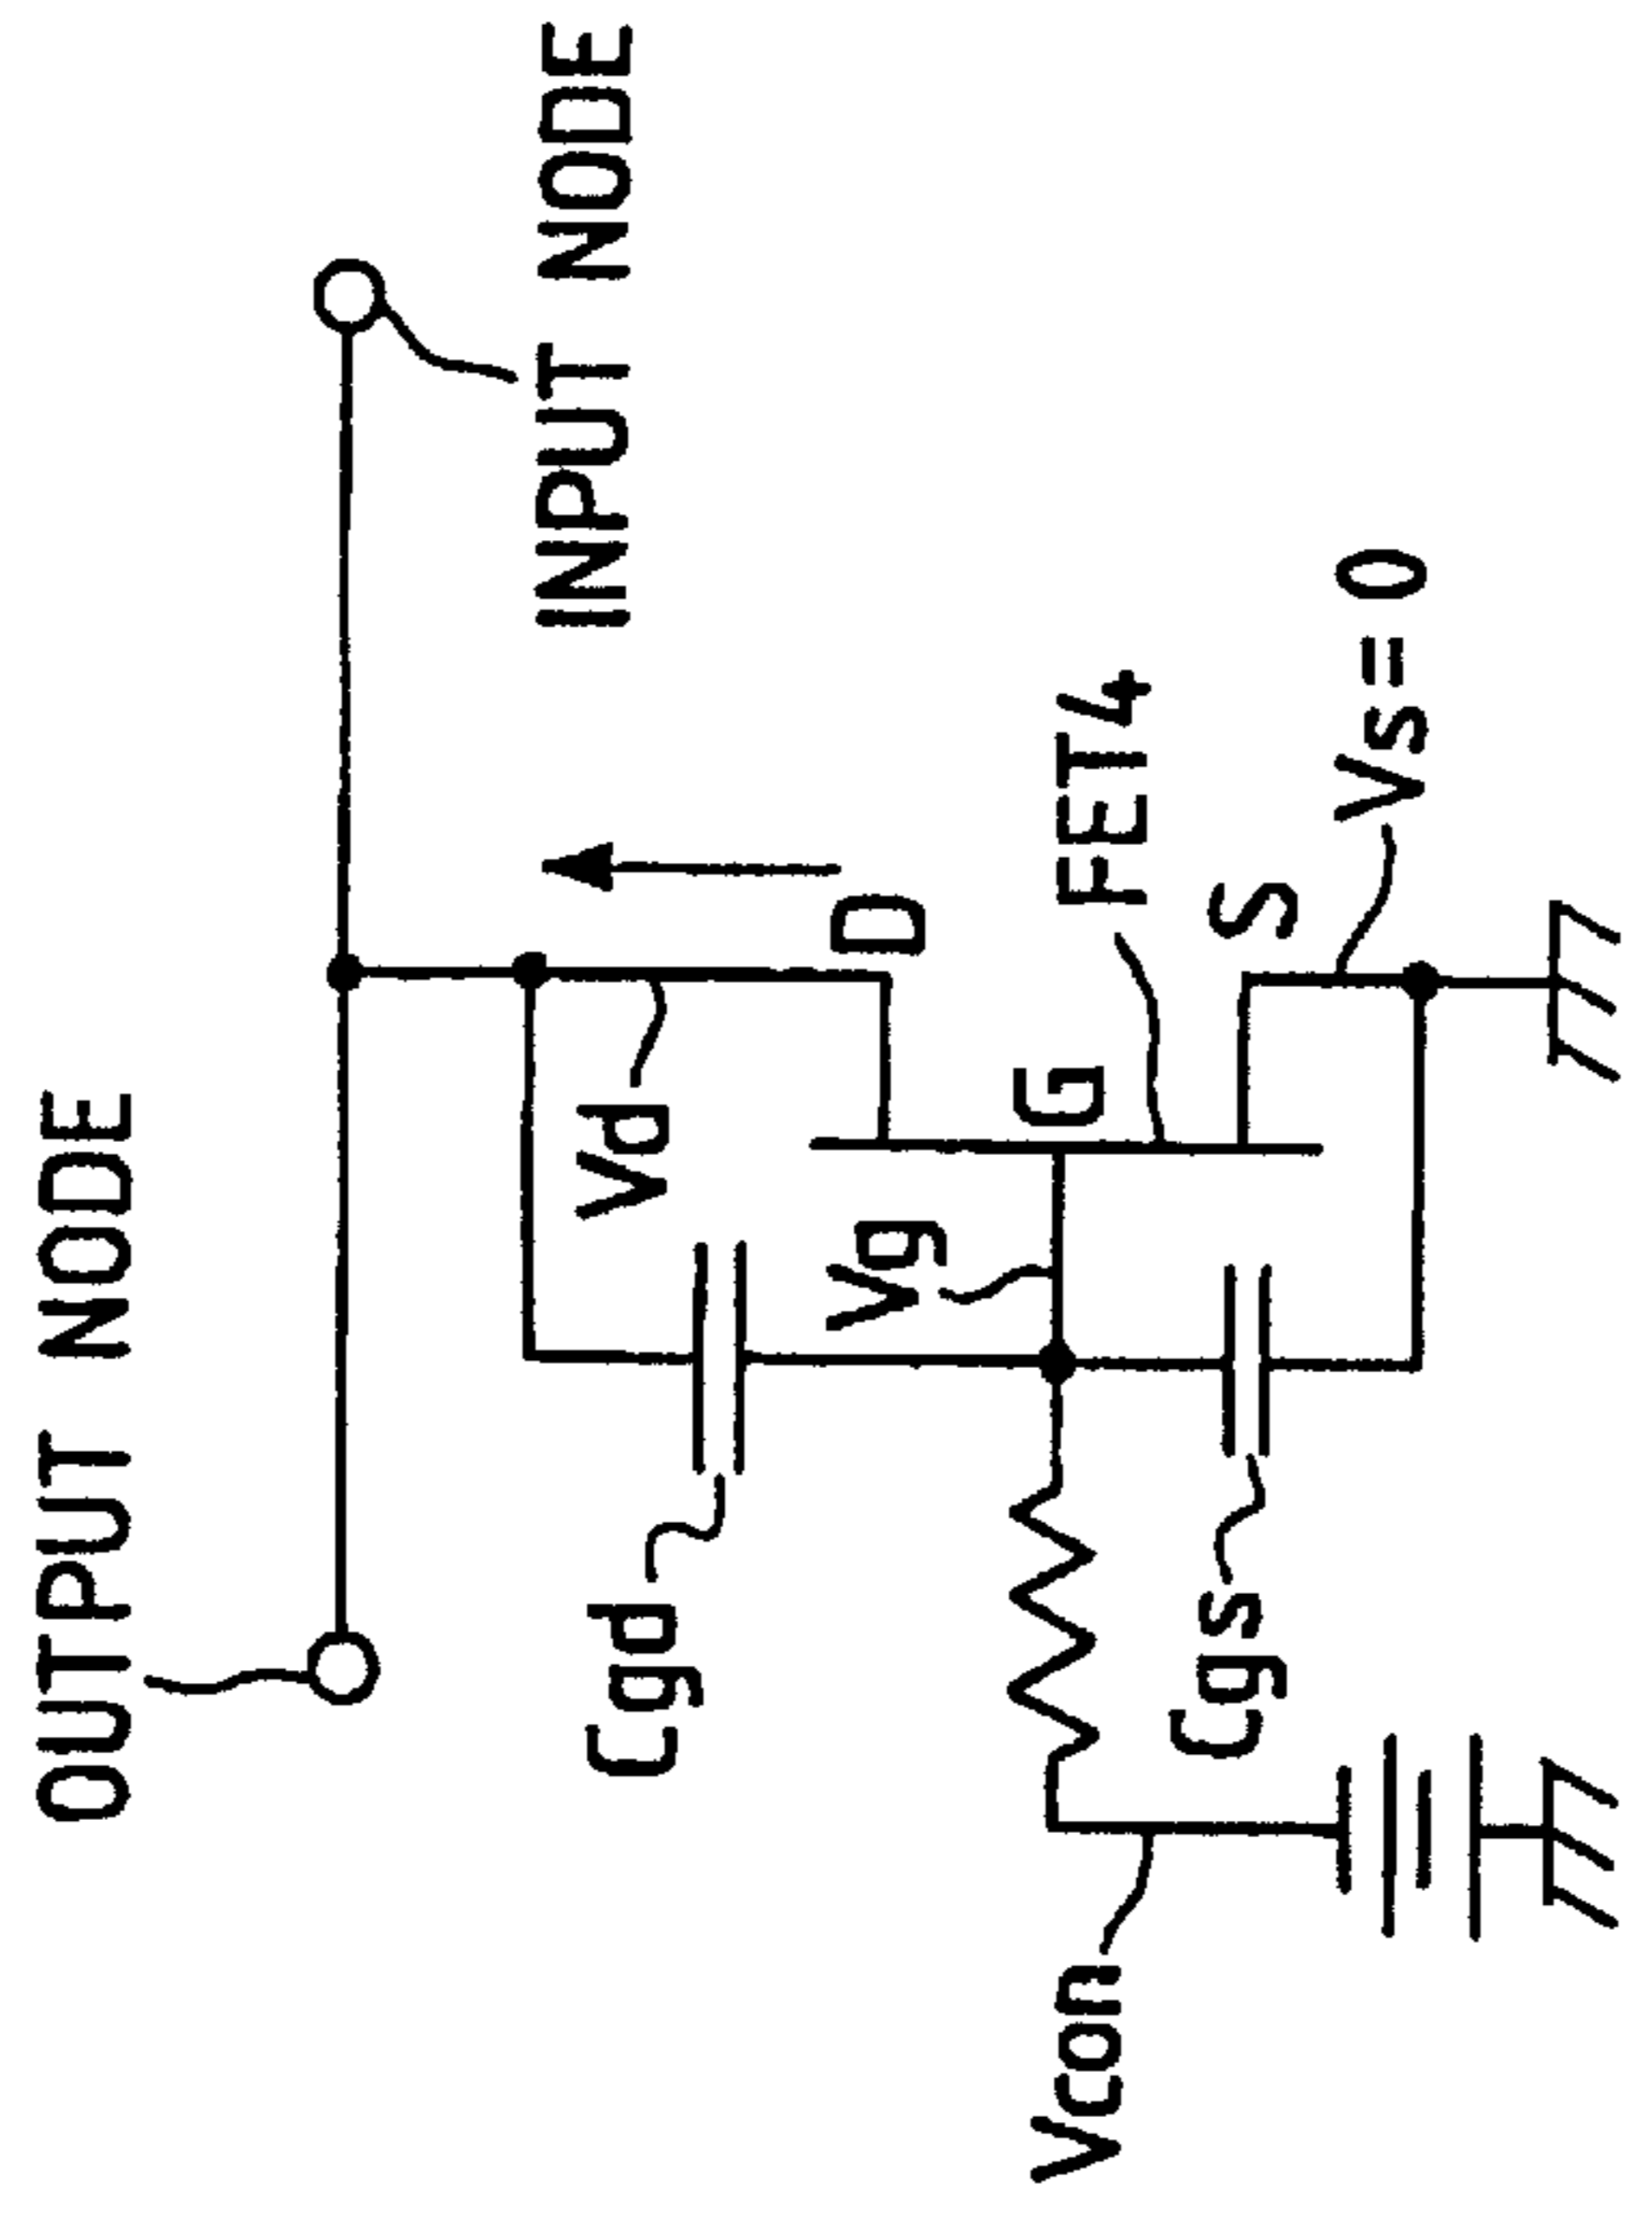 OUTPUT NODE
INPUT NODE
Vd
D
Cgd
Vg
G
FET4
S
Vs=0
Cgs
Vcon